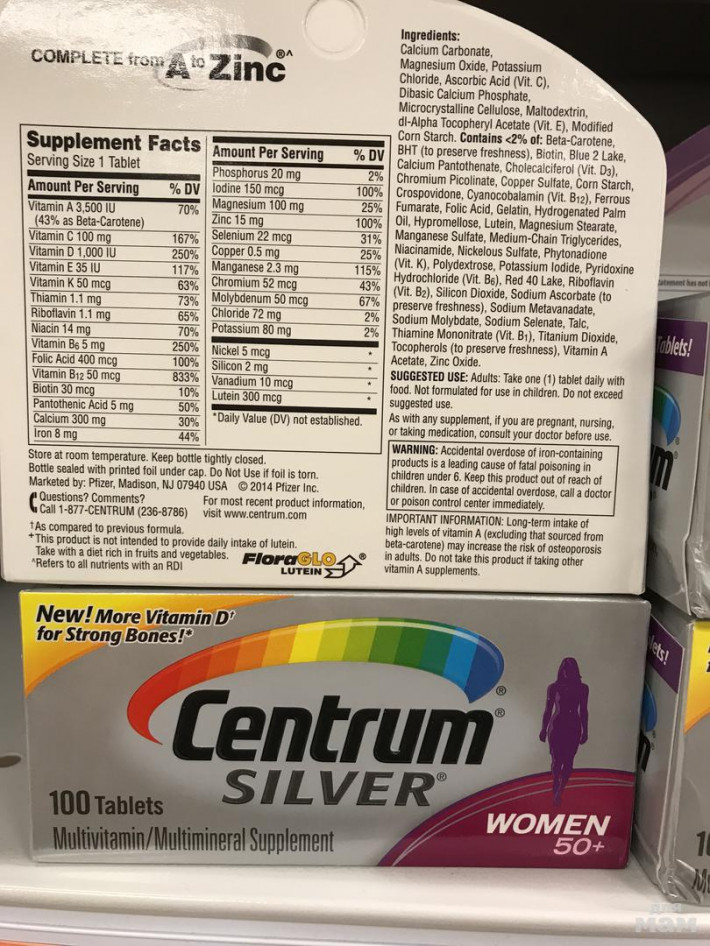 COMPLETE from A to Zinc®^
Supplement Facts
Serving Size 1 Tablet
Amount Per Serving % DV
Vitamin A 3,500 IU 70%
(43% as Beta-Carotene)
Vitamin C 100 mg 167%
Vitamin D 1,000 IU 250%
Vitamin E 35 IU 117%
Vitamin K 50 mcg 63%
Thiamin 1.1 mg 73%
Riboflavin 1.1 mg 65%
Niacin 14 mg 70%
Vitamin B6 5 mg 250%
Folic Acid 400 mcg 100%
Vitamin B12 50 mcg 833%
Biotin 30 mcg 10%
Pantothenic Acid 5 mg 50%
Calcium 300 mg 30%
Iron 8 mg 44%
Amount Per Serving % DV
Phosphorus 20 mg 2%
Iodine 150 mcg 100%
Magnesium 100 mg 25%
Zinc 15 mg 100%
Selenium 22 mcg 31%
Copper 0.5 mg 25%
Manganese 2.3 mg 115%
Chromium 52 mcg 43%
Molybdenum 50 mcg 67%
Chloride 72 mg 2%
Potassium 80 mg 2%
Nickel 5 mcg *
Silicon 2 mg *
Vanadium 10 mcg *
Lutein 300 mcg *
*Daily Value (DV) not established.
Store at room temperature. Keep bottle tightly closed.
Bottle sealed with printed foil under cap. Do Not Use if foil is torn.
Marketed by: Pfizer, Madison, NJ 07940 USA © 2014 Pfizer Inc.
Questions? Comments?
Call 1-877-CENTRUM (236-8786)
For most recent product information,
visit www.centrum.com
†As compared to previous formula.
+This product is not intended to provide daily intake of lutein.
Take with a diet rich in fruits and vegetables.
^Refers to all nutrients with an RDI
FloraGLO®
LUTEIN
Ingredients:
Calcium Carbonate,
Magnesium Oxide, Potassium
Chloride, Ascorbic Acid (Vit. C),
Dibasic Calcium Phosphate,
Microcrystalline Cellulose, Maltodextrin,
dl-Alpha Tocopheryl Acetate (Vit. E), Modified
Corn Starch. Contains <2% of: Beta-Carotene,
BHT (to preserve freshness), Biotin, Blue 2 Lake,
Calcium Pantothenate, Cholecalciferol (Vit. D3),
Chromium Picolinate, Copper Sulfate, Corn Starch,
Crospovidone, Cyanocobalamin (Vit. B12), Ferrous
Fumarate, Folic Acid, Gelatin, Hydrogenated Palm
Oil, Hypromellose, Lutein, Magnesium Stearate,
Manganese Sulfate, Medium-Chain Triglycerides,
Niacinamide, Nickelous Sulfate, Phytonadione
(Vit. K), Polydextrose, Potassium Iodide, Pyridoxine
Hydrochloride (Vit. B6), Red 40 Lake, Riboflavin
(Vit. B2), Silicon Dioxide, Sodium Ascorbate (to
preserve freshness), Sodium Metavanadate,
Sodium Molybdate, Sodium Selenate, Talc,
Thiamine Mononitrate (Vit. B1), Titanium Dioxide,
Tocopherols (to preserve freshness), Vitamin A
Acetate, Zinc Oxide.
SUGGESTED USE: Adults: Take one (1) tablet daily with
food. Not formulated for use in children. Do not exceed
suggested use.
As with any supplement, if you are pregnant, nursing,
or taking medication, consult your doctor before use.
WARNING: Accidental overdose of iron-containing
products is a leading cause of fatal poisoning in
children under 6. Keep this product out of reach of
children. In case of accidental overdose, call a doctor
or poison control center immediately.
IMPORTANT INFORMATION: Long-term intake of
high levels of vitamin A (excluding that sourced from
beta-carotene) may increase the risk of osteoporosis
in adults. Do not take this product if taking other
vitamin A supplements.
New! More Vitamin D†
for Strong Bones!*
Centrum®
SILVER®
100 Tablets
Multivitamin/Multimineral Supplement
WOMEN
50+
Tablets!